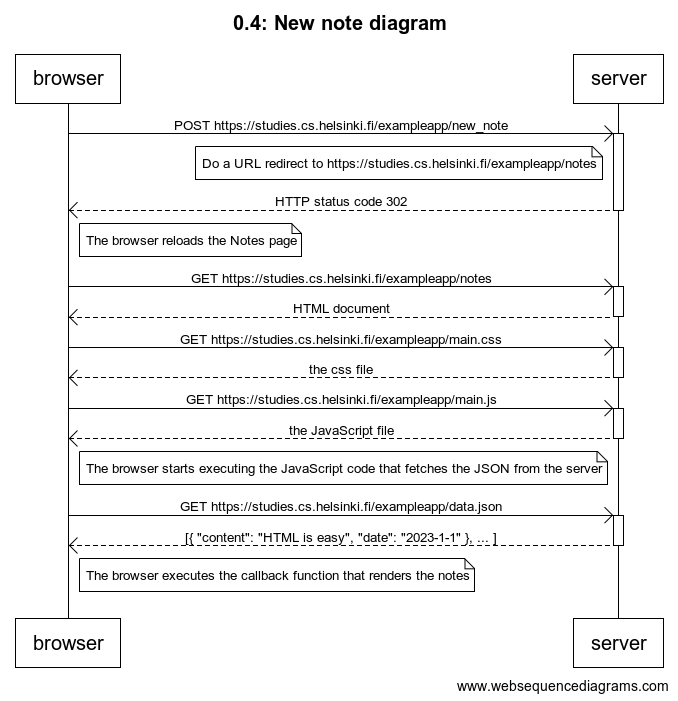 0.4: New note diagram
browser
server
POST https://studies.cs.helsinki.fi/exampleapp/new_note
Do a URL redirect to https://studies.cs.helsinki.fi/exampleapp/notes
HTTP status code 302
The browser reloads the Notes page
GET https://studies.cs.helsinki.fi/exampleapp/notes
HTML document
GET https://studies.cs.helsinki.fi/exampleapp/main.css
the css file
GET https://studies.cs.helsinki.fi/exampleapp/main.js
the JavaScript file
The browser starts executing the JavaScript code that fetches the JSON from the server
GET https://studies.cs.helsinki.fi/exampleapp/data.json
[{ "content": "HTML is easy", "date": "2023-1-1" }, ... ]
The browser executes the callback function that renders the notes
browser
server
www.websequencediagrams.com